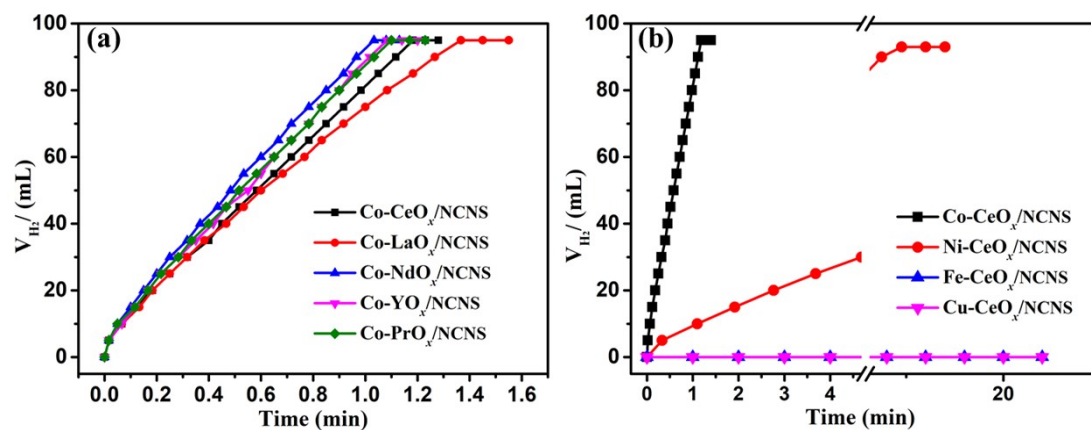 (a)
100
80
60
40
20
0
V_H₂/ (mL)
0.0 0.2 0.4 0.6 0.8 1.0 1.2 1.4 1.6
Time (min)
Co-CeOₓ/NCNS
Co-LaOₓ/NCNS
Co-NdOₓ/NCNS
Co-YOₓ/NCNS
Co-PrOₓ/NCNS
(b)
100
80
60
40
20
0
V_H₂/ (mL)
0 1 2 3 4 20
Time (min)
Co-CeOₓ/NCNS
Ni-CeOₓ/NCNS
Fe-CeOₓ/NCNS
Cu-CeOₓ/NCNS